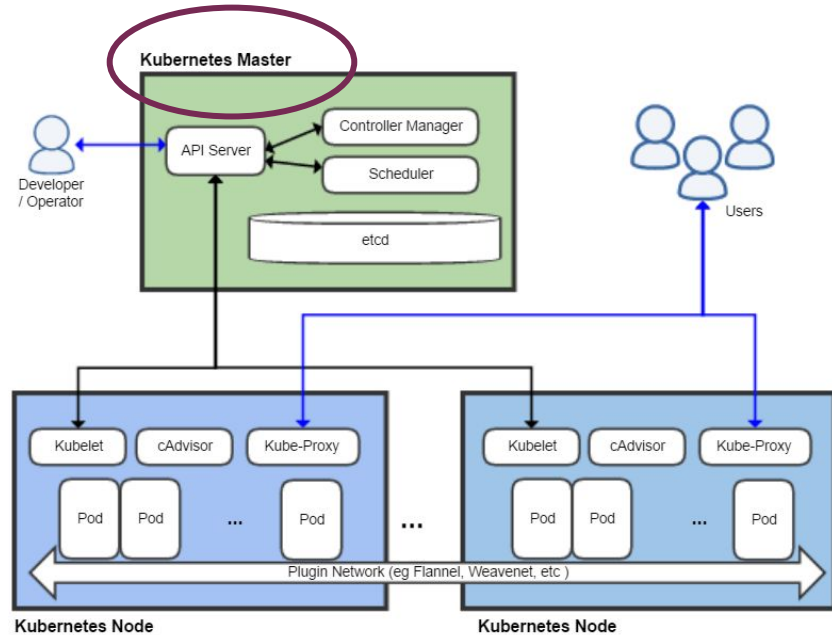 Kubernetes Master
API Server
Controller Manager
Scheduler
etcd
Developer
/ Operator
Users
Kubelet
cAdvisor
Kube-Proxy
Pod
Pod
...
Pod
...
Kubelet
cAdvisor
Kube-Proxy
Pod
Pod
...
Pod
Plugin Network (eg Flannel, Weavenet, etc )
Kubernetes Node
Kubernetes Node